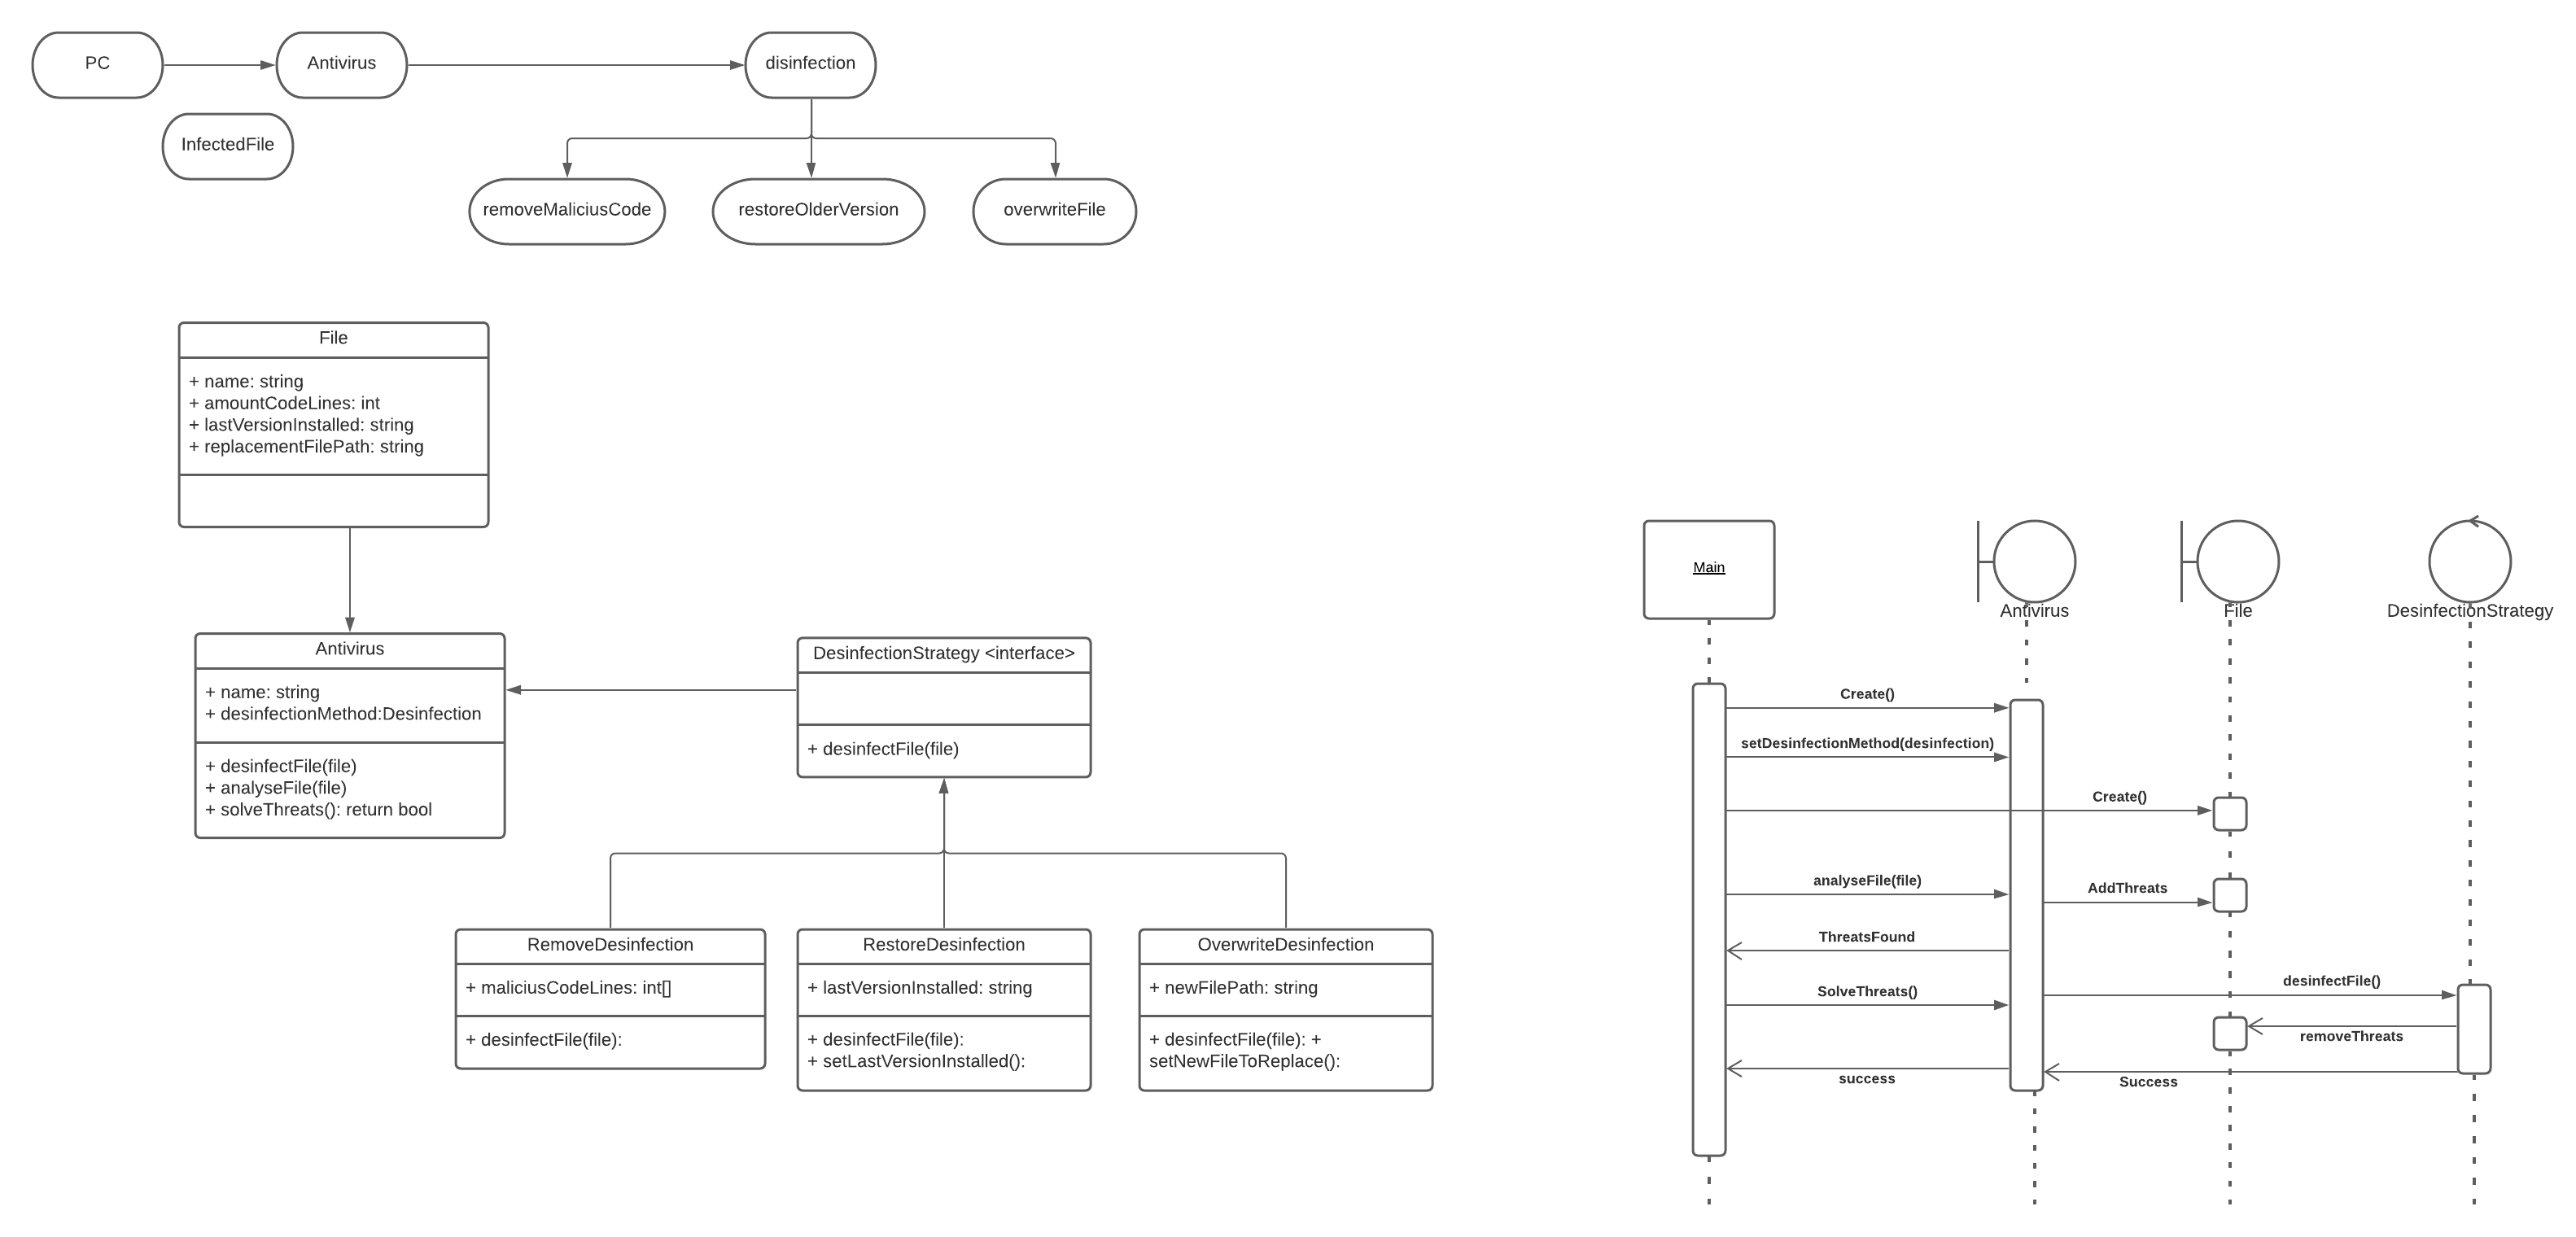 PC
Antivirus
disinfection
InfectedFile
removeMaliciusCode
restoreOlderVersion
overwriteFile
File
+ name: string
+ amountCodeLines: int
+ lastVersionInstalled: string
+ replacementFilePath: string
Antivirus
+ name: string
+ desinfectionMethod:Desinfection
+ desinfectFile(file)
+ analyseFile(file)
+ solveThreats(): return bool
DesinfectionStrategy <interface>
+ desinfectFile(file)
RemoveDesinfection
+ maliciusCodeLines: int[]
+ desinfectFile(file):
RestoreDesinfection
+ lastVersionInstalled: string
+ desinfectFile(file):
+ setLastVersionInstalled():
OverwriteDesinfection
+ newFilePath: string
+ desinfectFile(file): +
setNewFileToReplace():
Main
Antivirus
File
DesinfectionStrategy
Create()
setDesinfectionMethod(desinfection)
Create()
analyseFile(file)
AddThreats
ThreatsFound
desinfectFile()
SolveThreats()
removeThreats
success
Success